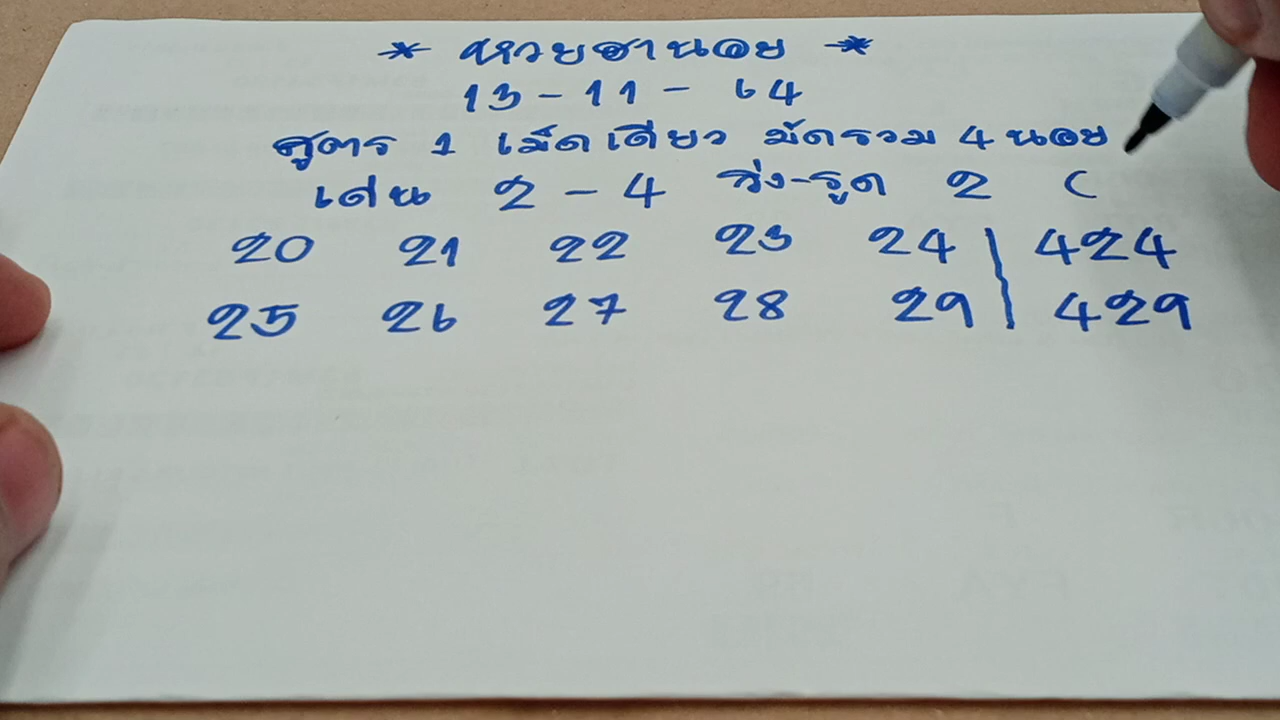 * หวยฮานอย *
13-11-64
สูตร 1 เม็ดเดียว มัดรวม 4 นอย
เด่น 2-4 วิ่ง-รูด 2 (
20 21 22 23 24 | 424
25 26 27 28 29 | 429